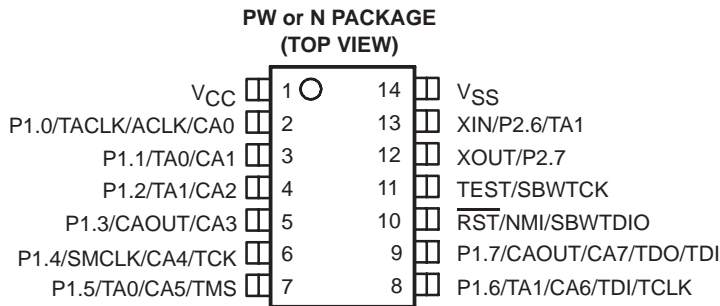 PW or N PACKAGE
(TOP VIEW)
VCC 1 14 VSS
P1.0/TACLK/ACLK/CA0 2 13 XIN/P2.6/TA1
P1.1/TA0/CA1 3 12 XOUT/P2.7
P1.2/TA1/CA2 4 11 TEST/SBWTCK
P1.3/CAOUT/CA3 5 10 RST/NMI/SBWTDIO
P1.4/SMCLK/CA4/TCK 6 9 P1.7/CAOUT/CA7/TDO/TDI
P1.5/TA0/CA5/TMS 7 8 P1.6/TA1/CA6/TDI/TCLK